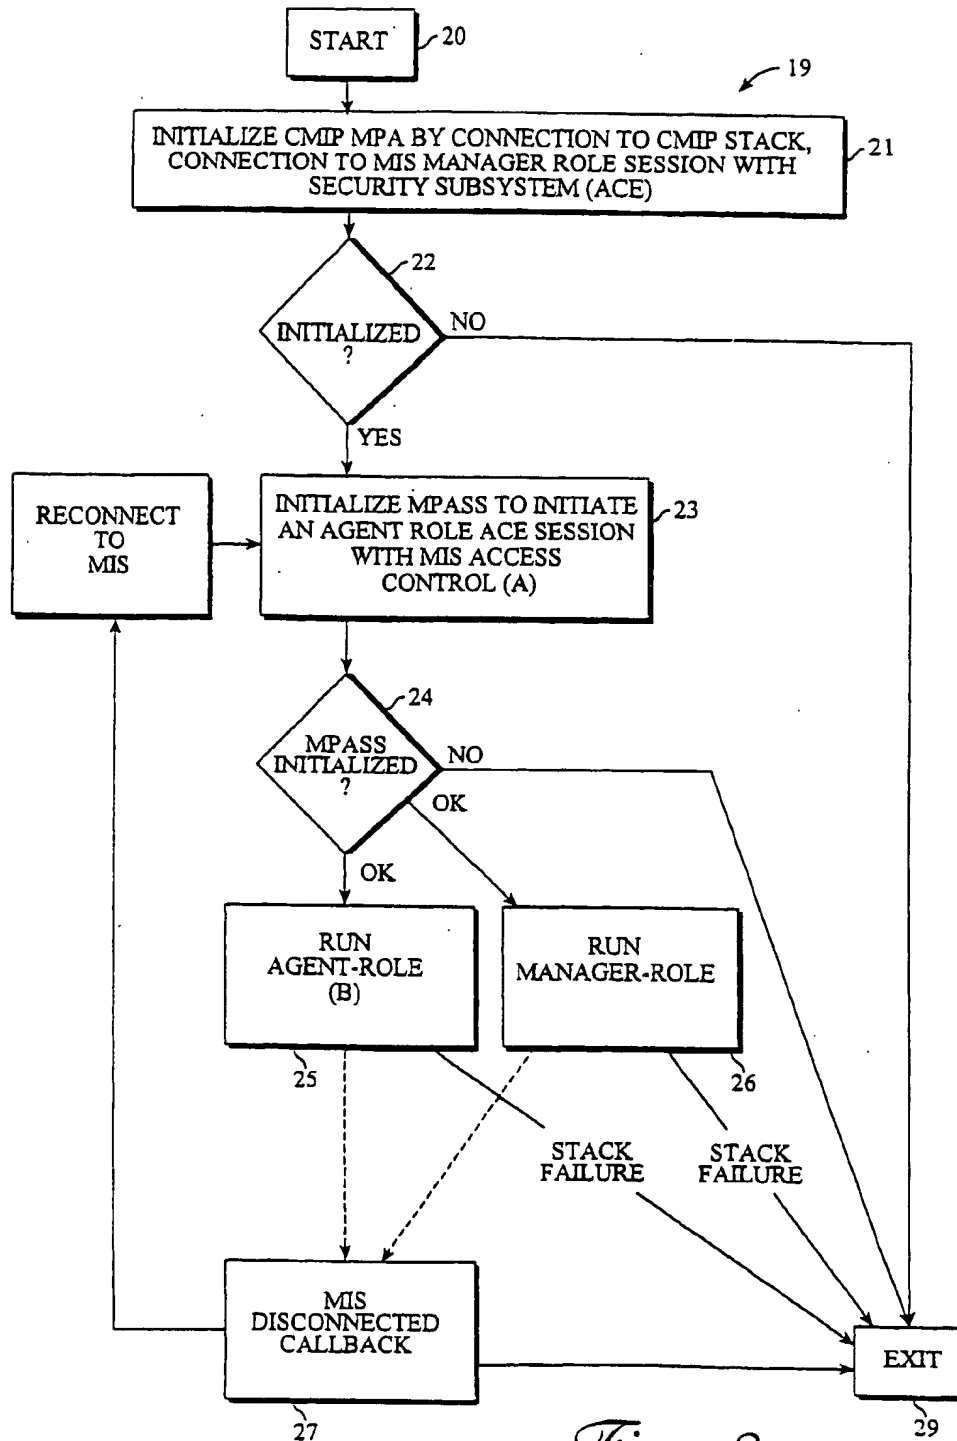 START
20
19
INITIALIZE CMIP MPA BY CONNECTION TO CMIP STACK,
CONNECTION TO MIS MANAGER ROLE SESSION WITH
SECURITY SUBSYSTEM (ACE)
21
22
INITIALIZED
?
NO
YES
RECONNECT
TO
MIS
INITIALIZE MPASS TO INITIATE
AN AGENT ROLE ACE SESSION
WITH MIS ACCESS
CONTROL (A)
23
24
MPASS
INITIALIZED
?
NO
OK
OK
RUN
AGENT-ROLE
(B)
RUN
MANAGER-ROLE
25
26
STACK
FAILURE
STACK
FAILURE
MIS
DISCONNECTED
CALLBACK
EXIT
27
29